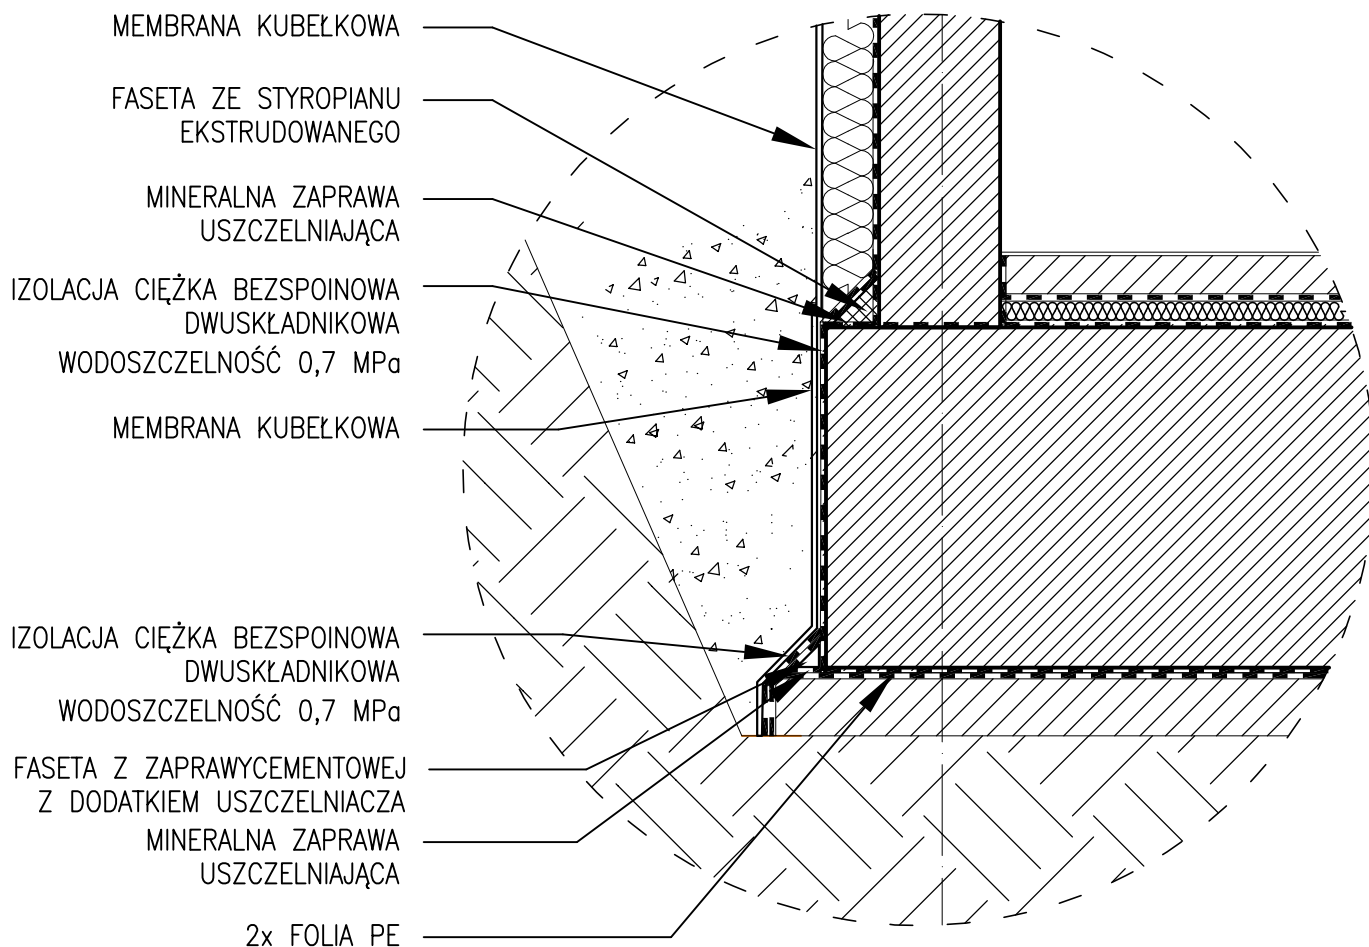 MEMBRANA KUBEŁKOWA
FASETA ZE STYROPIANU
EKSTRUDOWANEGO
MINERALNA ZAPRAWA
USZCZELNIAJĄCA
IZOLACJA CIĘŻKA BEZSPOINOWA
DWUSKŁADNIKOWA
WODOSZCZELNOŚĆ 0,7 MPa
MEMBRANA KUBEŁKOWA
IZOLACJA CIĘŻKA BEZSPOINOWA
DWUSKŁADNIKOWA
WODOSZCZELNOŚĆ 0,7 MPa
FASETA Z ZAPRAWYCEMENTOWEJ
Z DODATKIEM USZCZELNIACZA
MINERALNA ZAPRAWA
USZCZELNIAJĄCA
2x FOLIA PE